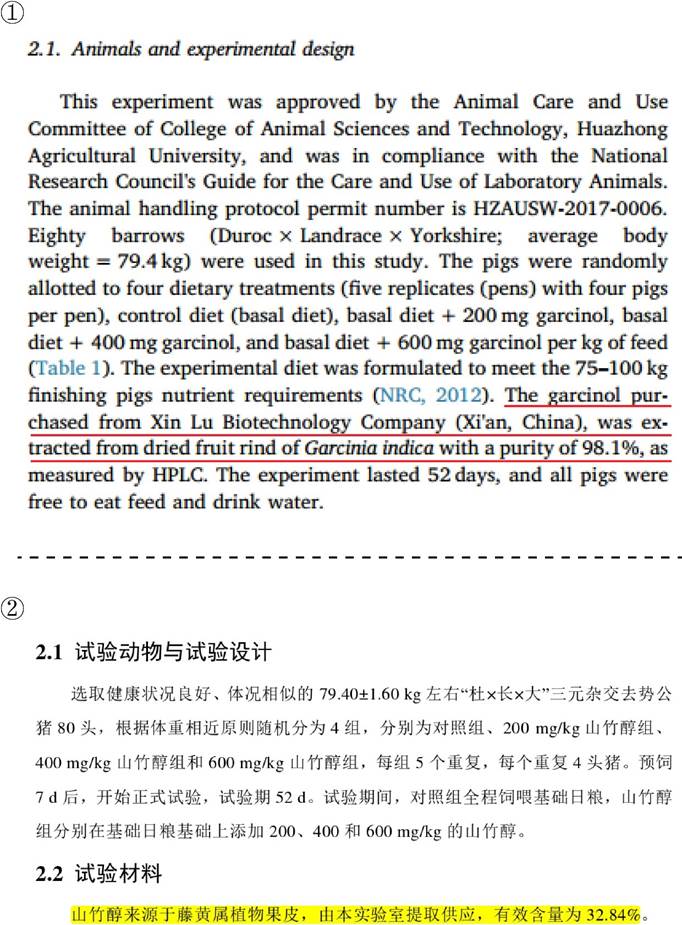 ①
2.1. Animals and experimental design
This experiment was approved by the Animal Care and Use
Committee of College of Animal Sciences and Technology, Huazhong
Agricultural University, and was in compliance with the National
Research Council's Guide for the Care and Use of Laboratory Animals.
The animal handling protocol permit number is HZAUSW-2017-0006.
Eighty barrows (Duroc × Landrace × Yorkshire; average body
weight = 79.4 kg) were used in this study. The pigs were randomly
allotted to four dietary treatments (five replicates (pens) with four pigs
per pen), control diet (basal diet), basal diet + 200 mg garcinol, basal
diet + 400 mg garcinol, and basal diet + 600 mg garcinol per kg of feed
(Table 1). The experimental diet was formulated to meet the 75–100 kg
finishing pigs nutrient requirements (NRC, 2012). The garcinol pur-
chased from Xin Lu Biotechnology Company (Xi'an, China), was ex-
tracted from dried fruit rind of Garcinia indica with a purity of 98.1%, as
measured by HPLC. The experiment lasted 52 days, and all pigs were
free to eat feed and drink water.
②
2.1 试验动物与试验设计
选取健康状况良好、体况相似的 79.40±1.60 kg 左右“杜×长×大”三元杂交去势公
猪 80 头，根据体重相近原则随机分为 4 组，分别为对照组、200 mg/kg 山竹醇组、
400 mg/kg 山竹醇组和 600 mg/kg 山竹醇组，每组 5 个重复，每个重复 4 头猪。预饲
7 d 后，开始正式试验，试验期 52 d。试验期间，对照组全程饲喂基础日粮，山竹醇
组分别在基础日粮基础上添加 200、400 和 600 mg/kg 的山竹醇。
2.2 试验材料
山竹醇来源于藤黄属植物果皮，由本实验室提取供应，有效含量为 32.84%。